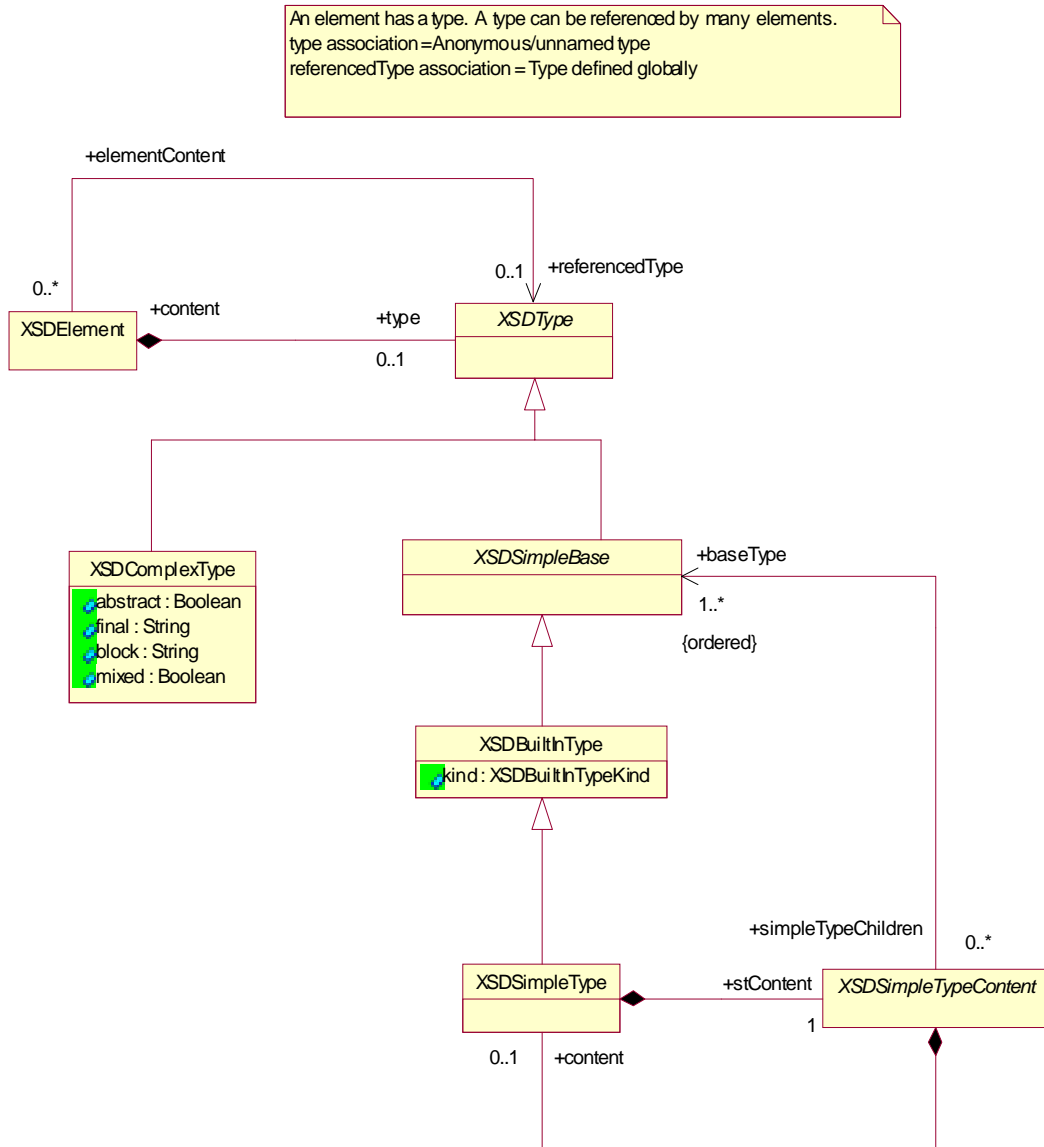 An element has a type. A type can be referenced by many elements.
type association=Anonymous/unnamed type
referencedType association = Type defined globally
+elementContent
0..1
+referencedType
0..*
+content
+type
XSDElement
XSDType
0..1
XSDComplexType
abstract : Boolean
final : String
block : String
mixed : Boolean
XSDSimpleBase
+baseType
1..*
{ordered}
XSDBuiltInType
kind : XSDBuiltInTypeKind
+simpleTypeChildren
0..*
XSDSimpleType
+stContent
XSDSimpleTypeContent
1
0..1
+content